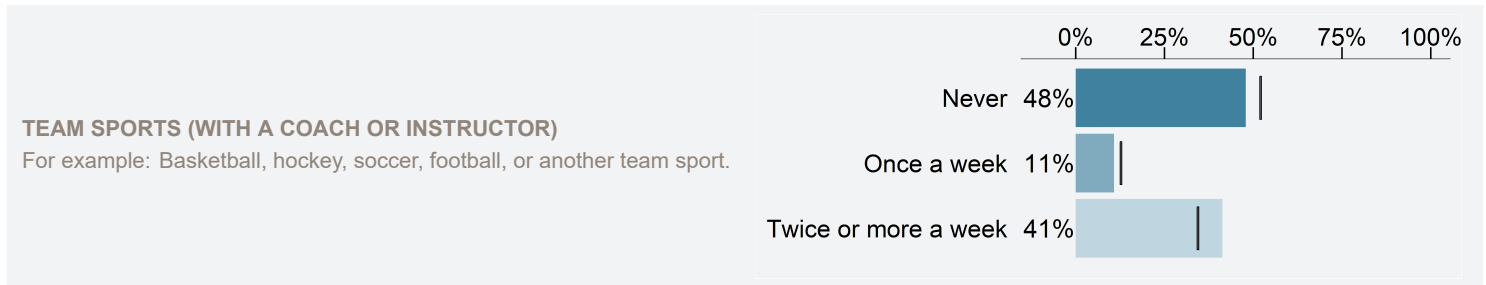 0% 25% 50% 75% 100%
TEAM SPORTS (WITH A COACH OR INSTRUCTOR)
For example: Basketball, hockey, soccer, football, or another team sport.
Never 48%
Once a week 11%
Twice or more a week 41%